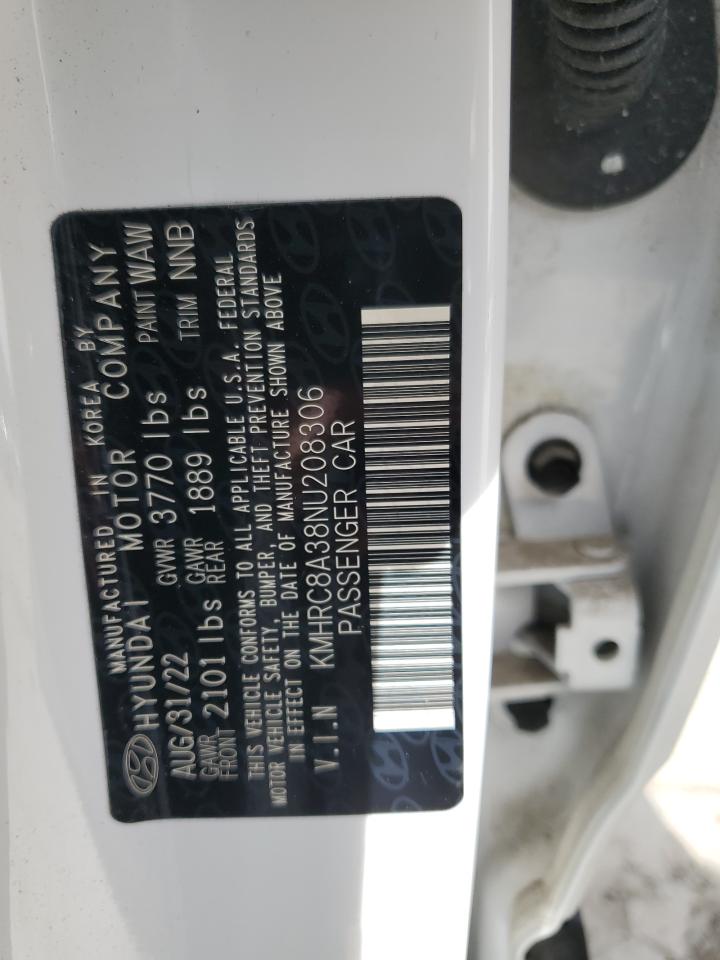 MANUFACTURED IN KOREA BY
HYUNDAI MOTOR COMPANY
AUG/31/22 GVWR 3770 lbs PAINT WAW
GAWR FRONT 2101 lbs GAWR REAR 1889 lbs TRIM NNB
THIS VEHICLE CONFORMS TO ALL APPLICABLE U.S.A. FEDERAL
MOTOR VEHICLE SAFETY, BUMPER, AND THEFT PREVENTION STANDARDS
IN EFFECT ON THE DATE OF MANUFACTURE SHOWN ABOVE
V.I.N KMHRC8A38NU208306
PASSENGER CAR